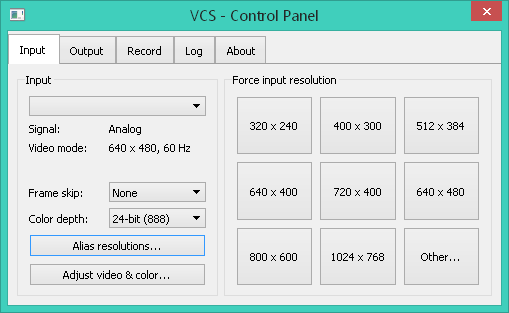 VCS - Control Panel
Input
Output
Record
Log
About
Input
Signal: Analog
Video mode: 640 x 480, 60 Hz
Frame skip: None
Color depth: 24-bit (888)
Alias resolutions...
Adjust video & color...
Force input resolution
320 x 240
400 x 300
512 x 384
640 x 400
720 x 400
640 x 480
800 x 600
1024 x 768
Other...